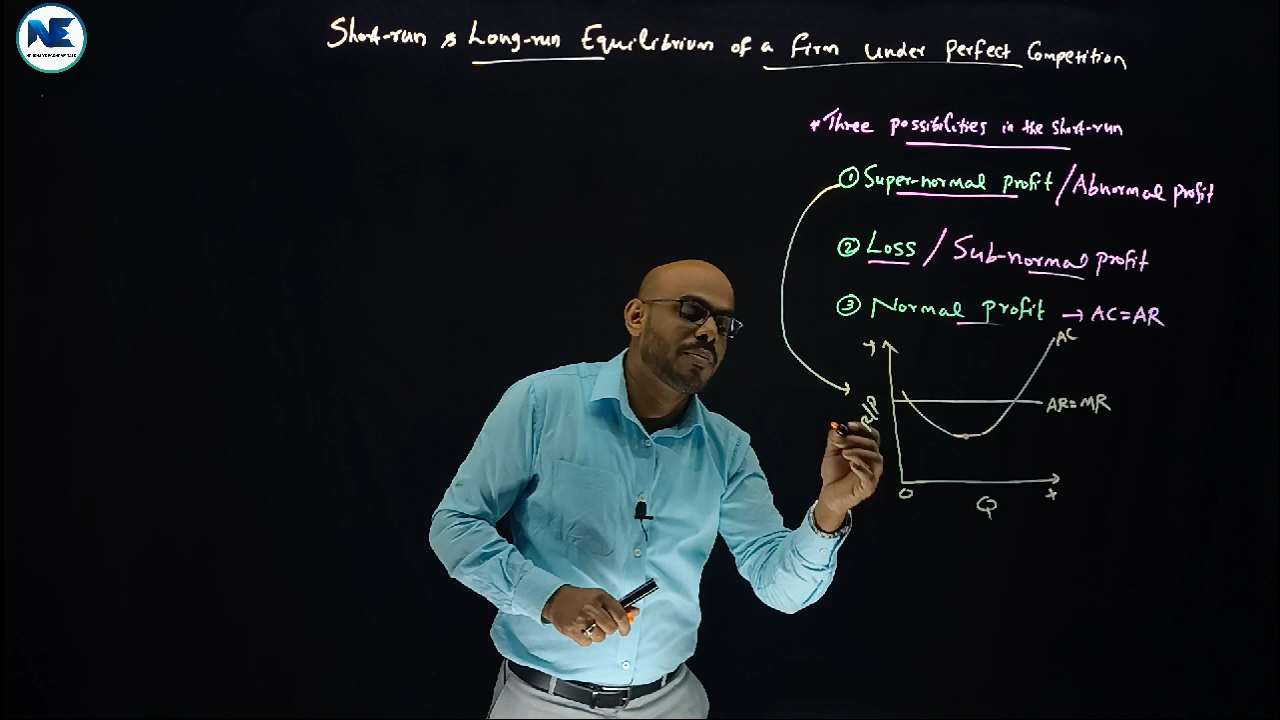 NE
Short-run & Long-run Equilibrium of a firm under perfect Competition
* Three possibilities in the short-run
① Super-normal profit / Abnormal profit
② Loss / Sub-normal profit
③ Normal profit → AC=AR
Y
AC
AR=MR
R/P
O
Q
X